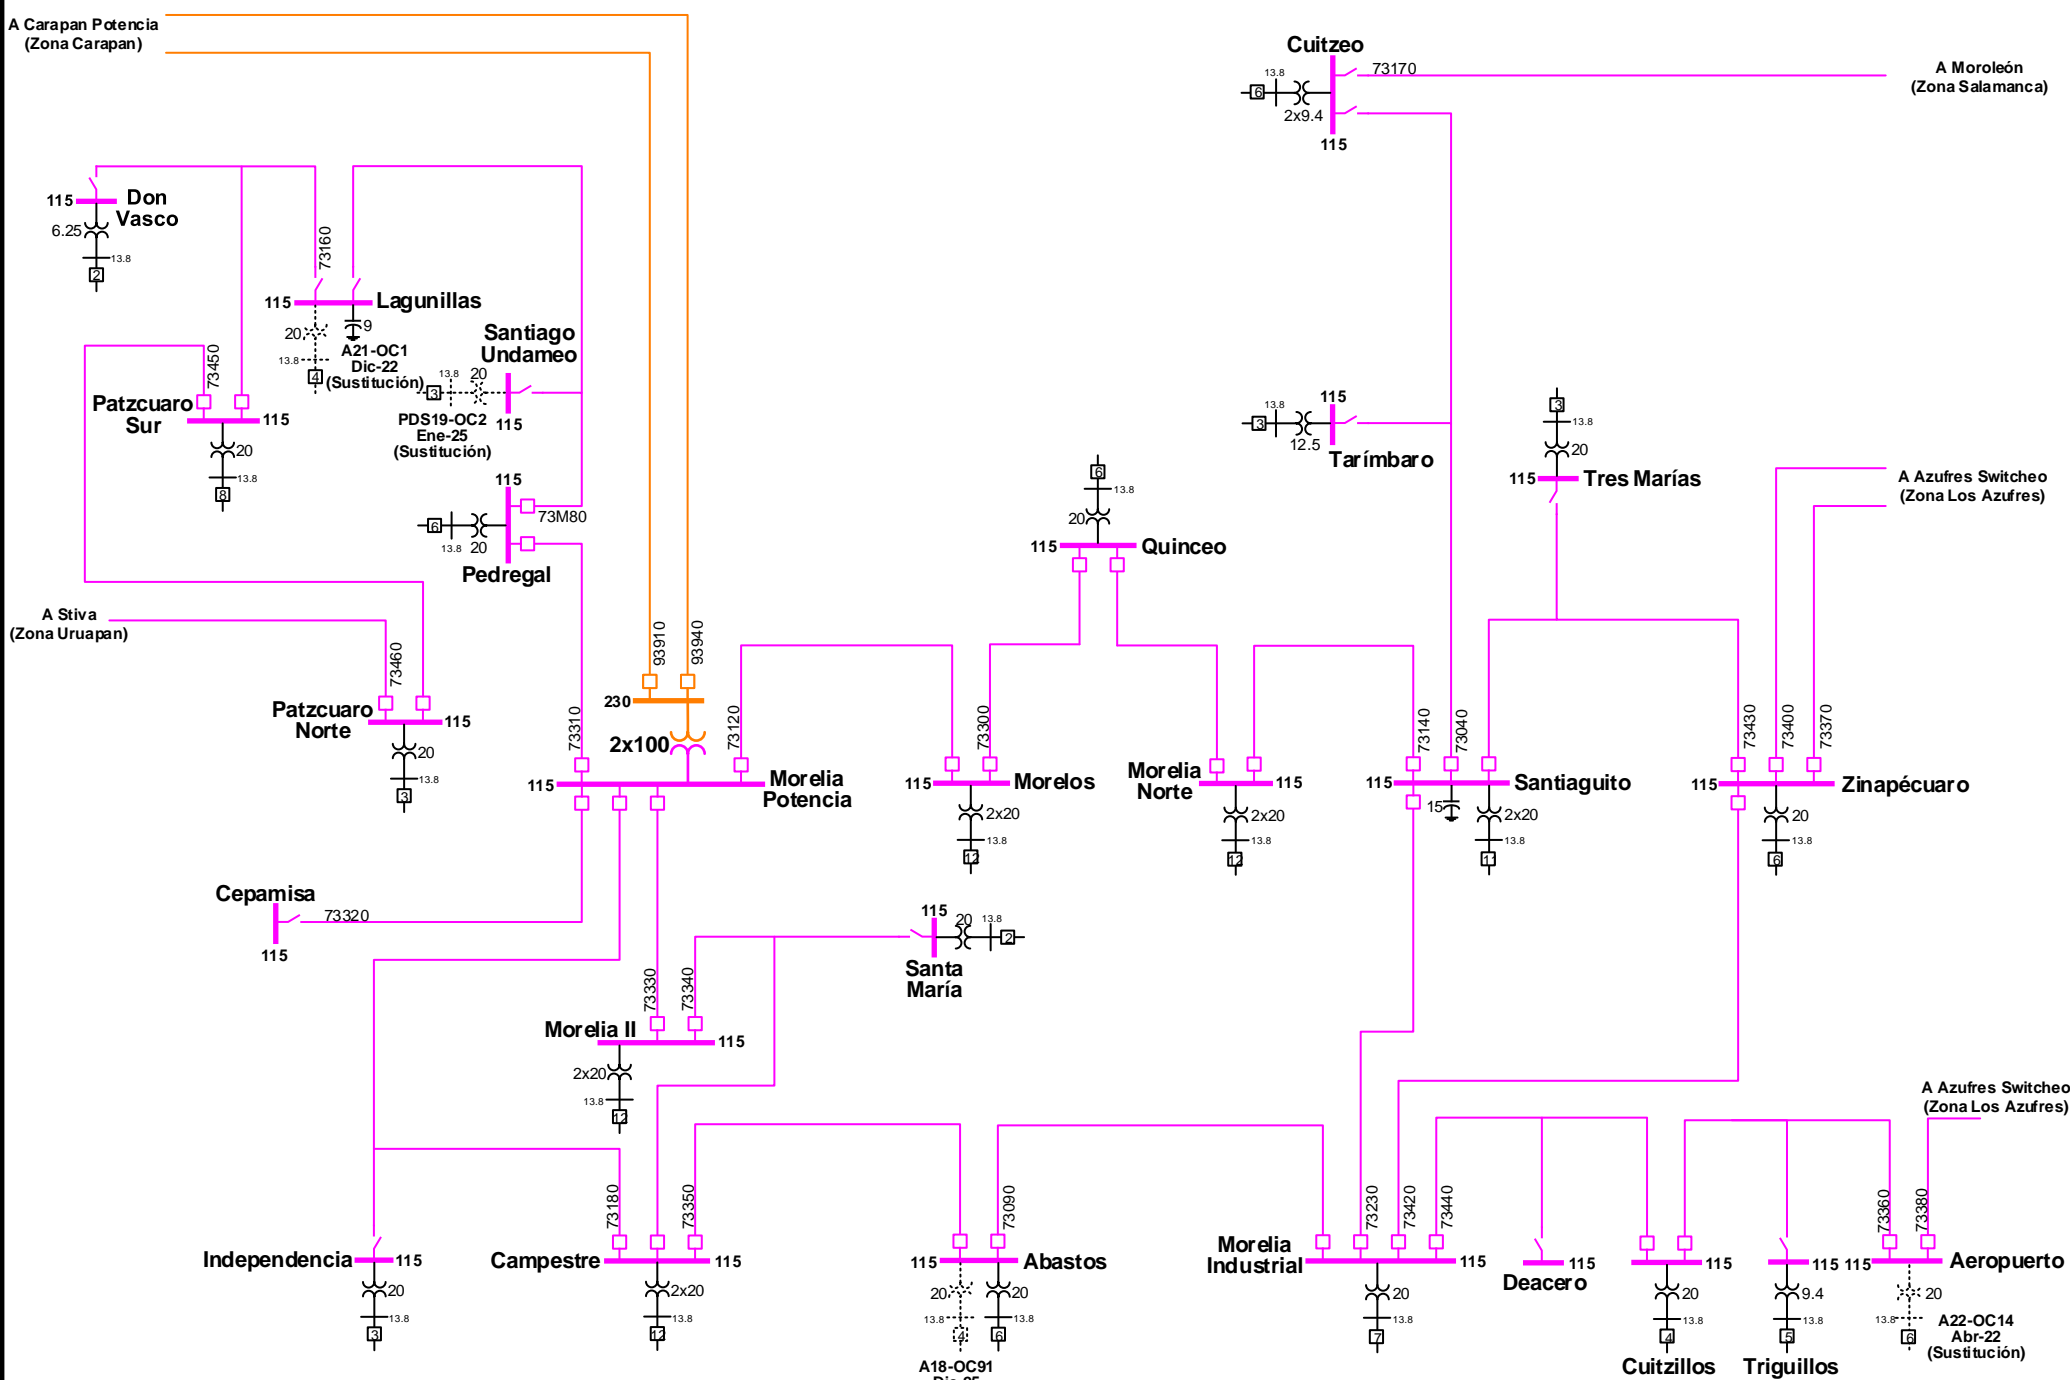 A Carapan Potencia
(Zona Carapan)
Cuitzeo
73170
A Moroleón
(Zona Salamanca)
13.8
6
2x9.4
115
115
Don
Vasco
6.25
13.8
2
73160
115
Lagunillas
20
9
13.8
4
A21-OC1
Dic-22
(Sustitución)
Santiago
Undameo
13.8
20
3
115
PDS19-OC2
Ene-25
(Sustitución)
73450
Patzcuaro
Sur
115
20
13.8
8
115
73M80
6
13.8
20
Pedregal
115
13.8
3
12.5
Tarímbaro
3
13.8
20
115
Tres Marías
A Azufres Switcheo
(Zona Los Azufres)
6
13.8
20
115
Quinceo
A Stiva
(Zona Uruapan)
73460
Patzcuaro
Norte
115
20
13.8
3
93910
93940
230
2x100
73310
73120
115
Morelia
Potencia
73300
115
Morelos
2x20
13.8
12
Morelia
Norte
115
2x20
13.8
12
73140
73040
115
Santiaguito
15
2x20
13.8
11
73430
73400
73370
115
Zinapécuaro
20
13.8
6
Cepamisa
73320
115
115
20
13.8
2
Santa
María
73330
73340
Morelia II
115
2x20
13.8
12
A Azufres Switcheo
(Zona Los Azufres)
Independencia
115
20
13.8
3
73180
73350
Campestre
115
2x20
13.8
12
73090
115
Abastos
20
20
13.8
13.8
4
6
A18-OC91
Dic-25
73230
73420
73440
Morelia
Industrial
115
20
13.8
7
115
Deacero
115
20
13.8
4
Cuitzillos
115
9.4
13.8
5
Triguillos
73360
73380
115
Aeropuerto
20
13.8
6
A22-OC14
Abr-22
(Sustitución)